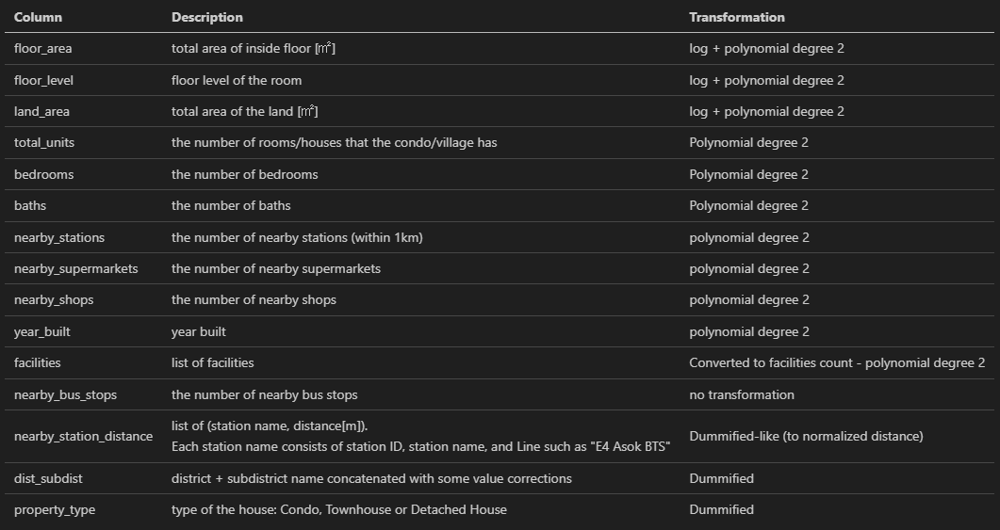 Column Description Transformation
floor_area total area of inside floor [㎡] log + polynomial degree 2
floor_level floor level of the room log + polynomial degree 2
land_area total area of the land [㎡] log + polynomial degree 2
total_units the number of rooms/houses that the condo/village has Polynomial degree 2
bedrooms the number of bedrooms Polynomial degree 2
baths the number of baths Polynomial degree 2
nearby_stations the number of nearby stations (within 1km) polynomial degree 2
nearby_supermarkets the number of nearby supermarkets polynomial degree 2
nearby_shops the number of nearby shops polynomial degree 2
year_built year built polynomial degree 2
facilities list of facilities Converted to facilities count - polynomial degree 2
nearby_bus_stops the number of nearby bus stops no transformation
nearby_station_distance list of (station name, distance[m]). Dummified-like (to normalized distance)
Each station name consists of station ID, station name, and Line such as "E4 Asok BTS"
dist_subdist district + subdistrict name concatenated with some value corrections Dummified
property_type type of the house: Condo, Townhouse or Detached House Dummified